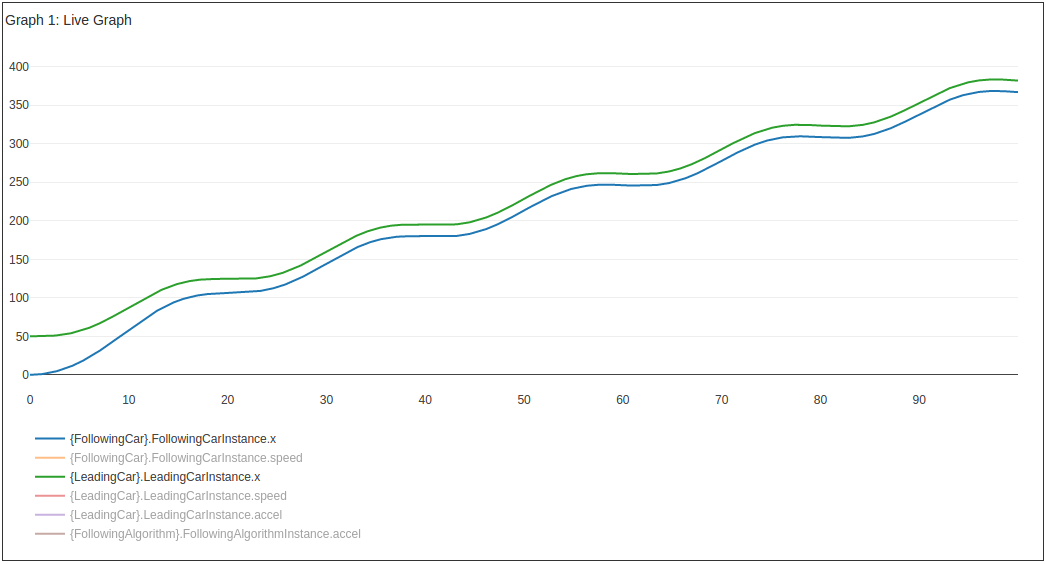 Graph 1: Live Graph
400
350
300
250
200
150
100
50
0
0 10 20 30 40 50 60 70 80 90
{FollowingCar}.FollowingCarInstance.x
{FollowingCar}.FollowingCarInstance.speed
{LeadingCar}.LeadingCarInstance.x
{LeadingCar}.LeadingCarInstance.speed
{LeadingCar}.LeadingCarInstance.accel
{FollowingAlgorithm}.FollowingAlgorithmInstance.accel